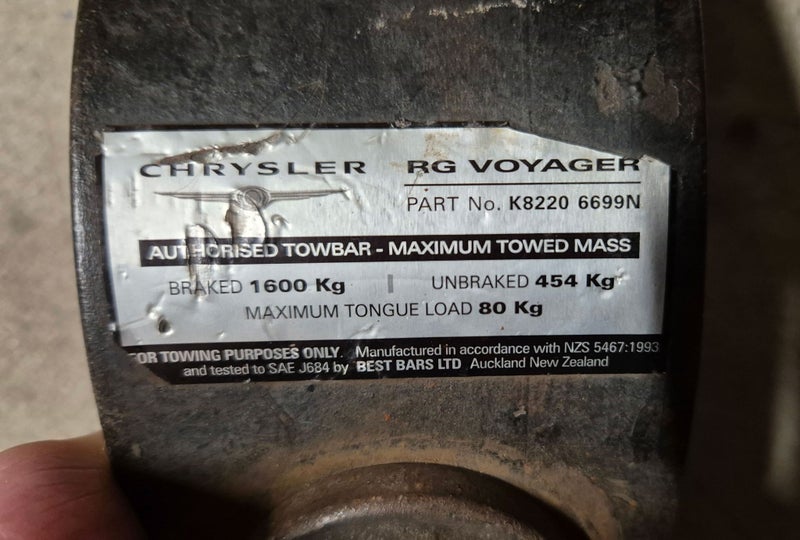 CHRYSLER
RG VOYAGER
PART No. K8220 6699N
AUTHORISED TOWBAR - MAXIMUM TOWED MASS
BRAKED 1600 Kg | UNBRAKED 454 Kg
MAXIMUM TONGUE LOAD 80 Kg
FOR TOWING PURPOSES ONLY. Manufactured in accordance with NZS 5467:1993
and tested to SAE J684 by BEST BARS LTD Auckland New Zealand